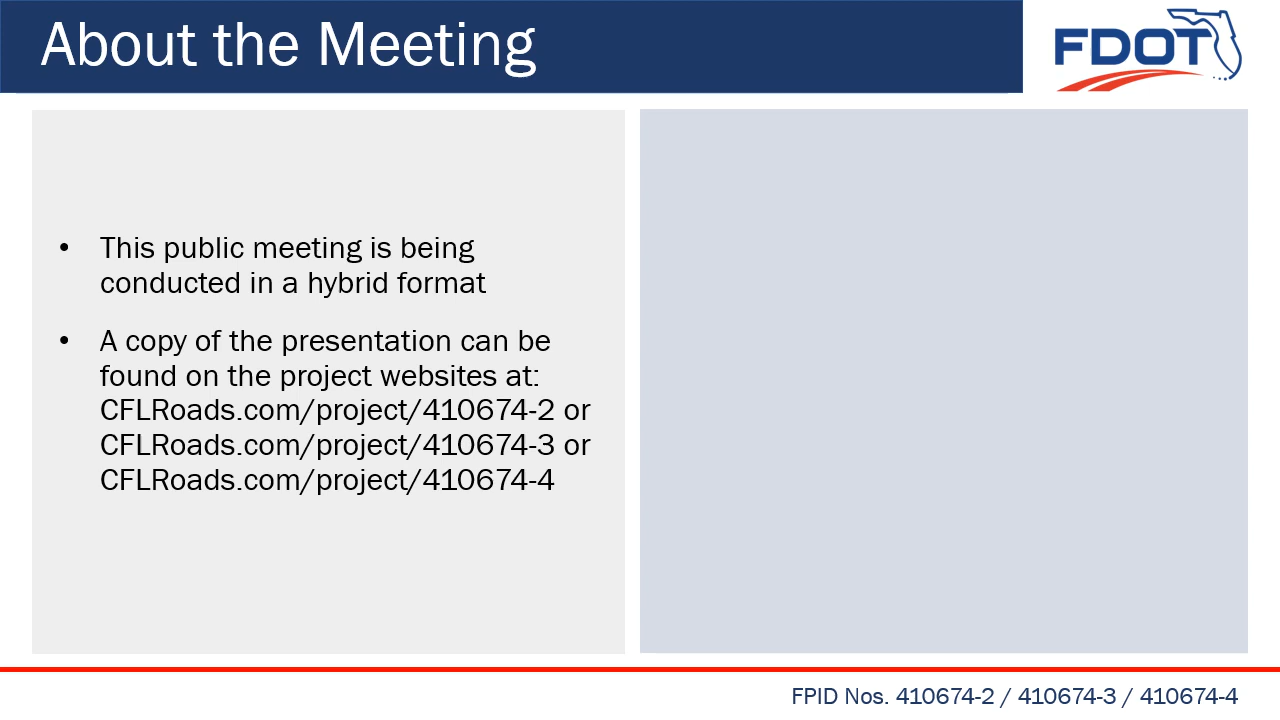 About the Meeting
FDOT
• This public meeting is being
conducted in a hybrid format
• A copy of the presentation can be
found on the project websites at:
CFLRoads.com/project/410674-2 or
CFLRoads.com/project/410674-3 or
CFLRoads.com/project/410674-4
FPID Nos. 410674-2 / 410674-3 / 410674-4